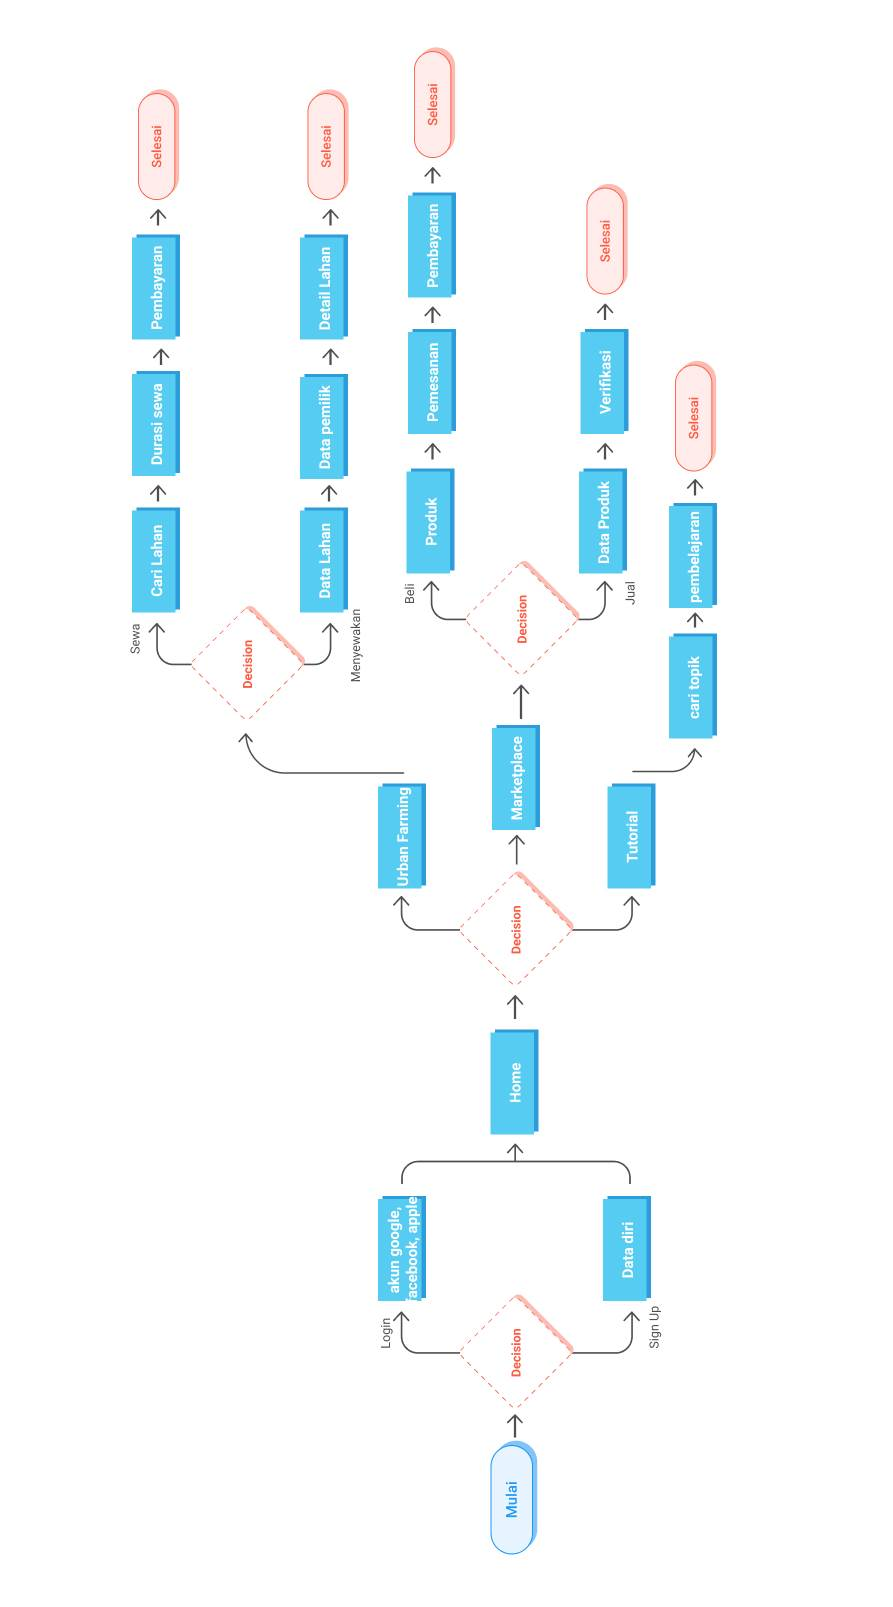 Mulai
Decision
Login
akun google,
facebook, apple
Sign Up
Data diri
Home
Decision
Urban Farming
Decision
Sewa
Cari Lahan
Durasi sewa
Pembayaran
Selesai
Menyewakan
Data Lahan
Data pemilik
Detail Lahan
Selesai
Marketplace
Decision
Beli
Produk
Pemesanan
Pembayaran
Selesai
Jual
Data Produk
Verifikasi
Selesai
Tutorial
cari topik
pembelajaran
Selesai